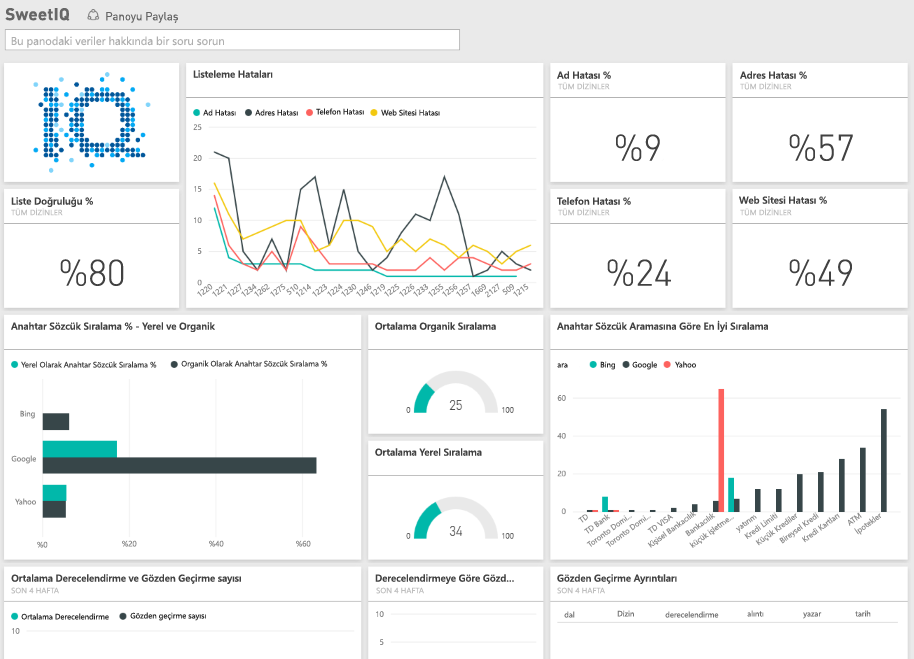 SweetIQ Panoyu Paylaş
Bu panodaki veriler hakkında bir soru sorun
IQ
Listeleme Hataları
Ad Hatası Adres Hatası Telefon Hatası Web Sitesi Hatası
25
20
15
10
5
0
1220 1221 1227 1234 1262 1275 510 1214 1223 1224 1230 1246 1219 1225 1226 1233 1255 1256 1257 1669 2127 509 1215
Ad Hatası %
TÜM DİZİNLER
%9
Adres Hatası %
TÜM DİZİNLER
%57
Liste Doğruluğu %
TÜM DİZİNLER
%80
Telefon Hatası %
TÜM DİZİNLER
%24
Web Sitesi Hatası %
TÜM DİZİNLER
%49
Anahtar Sözcük Sıralama % - Yerel ve Organik
Yerel Olarak Anahtar Sözcük Sıralama % Organik Olarak Anahtar Sözcük Sıralama %
Bing
Google
Yahoo
%0 %20 %40 %60
Ortalama Organik Sıralama
0 25 100
Ortalama Yerel Sıralama
0 34 100
Anahtar Sözcük Aramasına Göre En İyi Sıralama
ara Bing Google Yahoo
60
40
20
0
TD TD Bank Toronto Domi... Toronto Domi... TD VISA Kişisel Bankacılık Bankacılık küçük işletme... yatırım Kredi Limiti Küçük Krediler Bireysel Kredi Kredi Kartları ATM İpotekler
Ortalama Derecelendirme ve Gözden Geçirme sayısı
SON 4 HAFTA
Ortalama Derecelendirme Gözden geçirme sayısı
10
Derecelendirmeye Göre Gözd...
SON 4 HAFTA
10
5
Gözden Geçirme Ayrıntıları
SON 4 HAFTA
dal Dizin derecelendirme alıntı yazar tarih